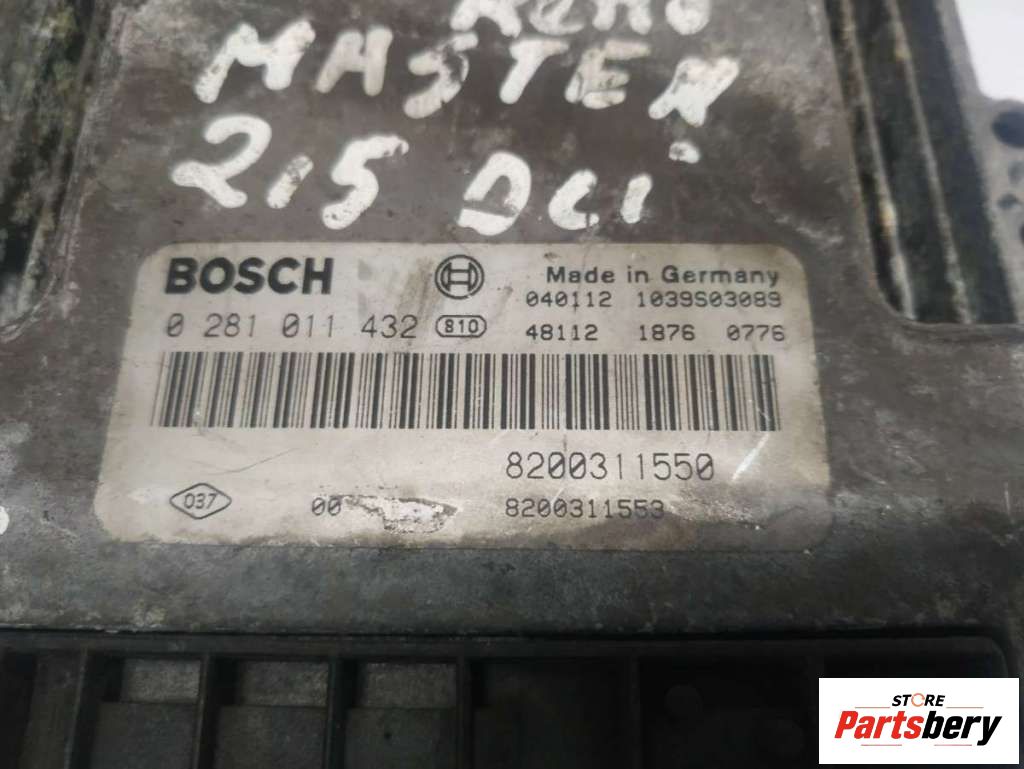 RENO
MASTER
2,5 DCi
BOSCH
Made in Germany
040112 1039S03089
0 281 011 432 810
48112 1876 0776
8200311550
037 00 8200311553
STORE
Partsbery